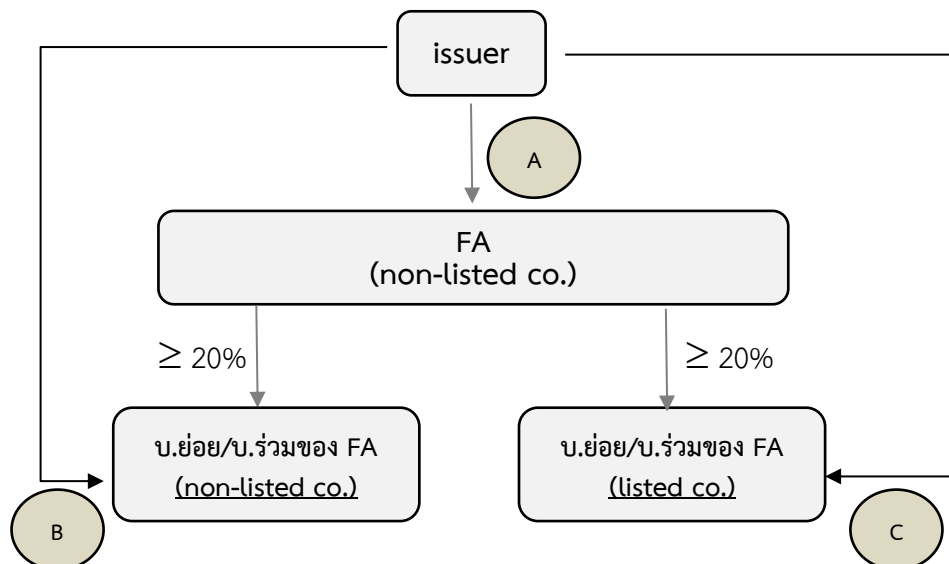 issuer
A
FA
(non-listed co.)
≥ 20%
≥ 20%
บ.ย่อย/บ.ร่วมของ FA
(non-listed co.)
บ.ย่อย/บ.ร่วมของ FA
(listed co.)
B
C